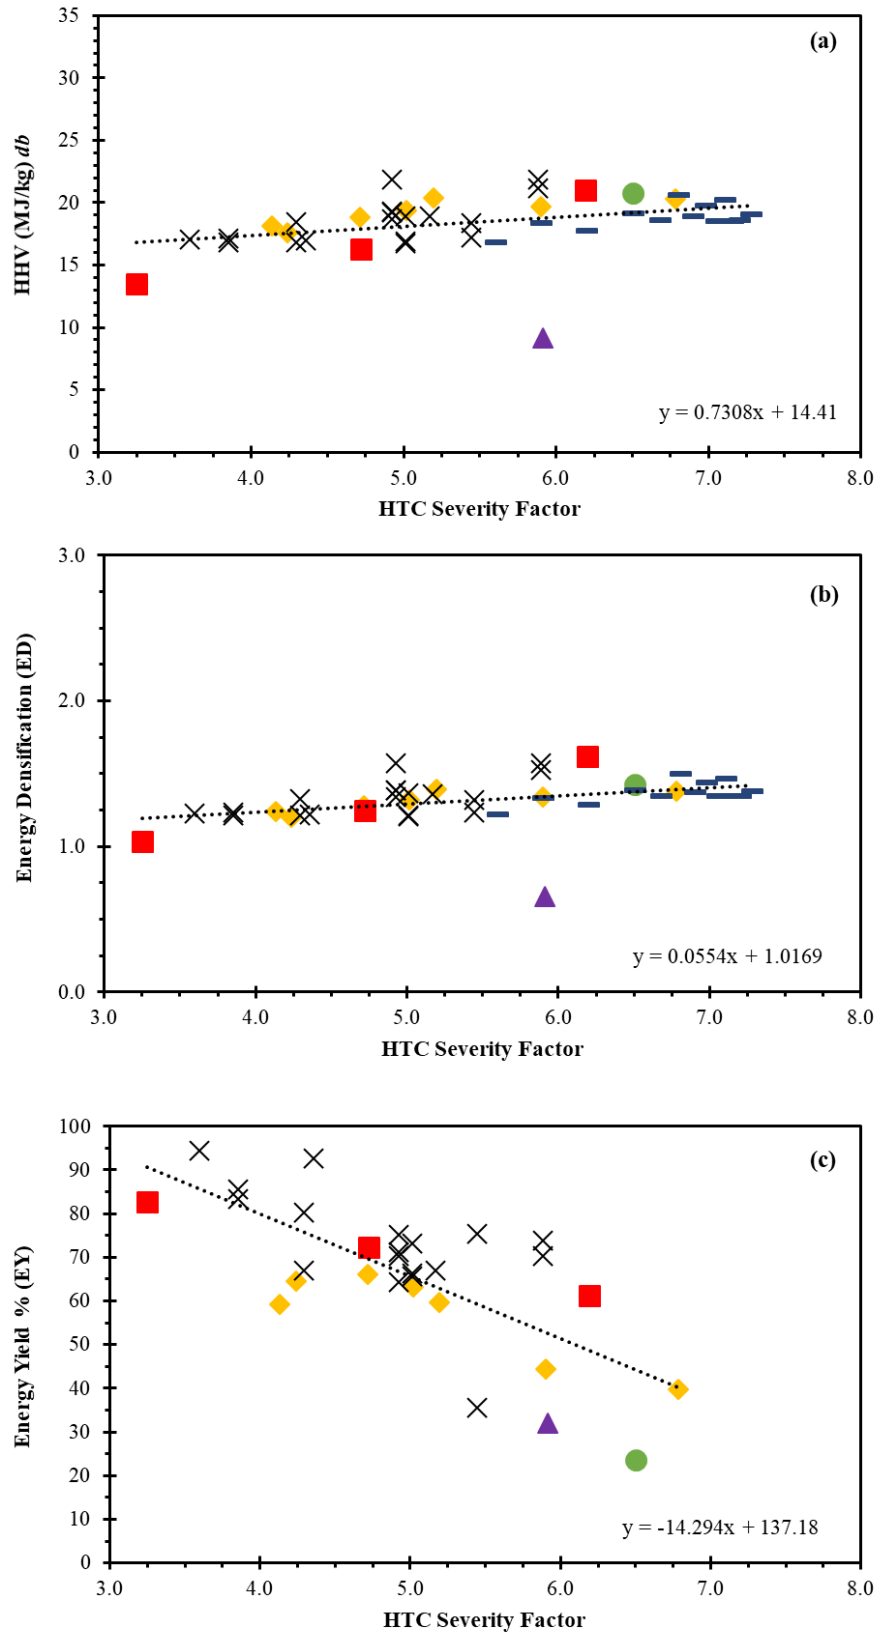 (a)
HHV (MJ/kg) db
35
30
25
20
15
10
5
0
y = 0.7308x + 14.41
3.0 4.0 5.0 6.0 7.0 8.0
HTC Severity Factor
(b)
Energy Densification (ED)
3.0
2.0
1.0
0.0
y = 0.0554x + 1.0169
3.0 4.0 5.0 6.0 7.0 8.0
HTC Severity Factor
(c)
Energy Yield % (EY)
100
90
80
70
60
50
40
30
20
10
0
y = -14.294x + 137.18
3.0 4.0 5.0 6.0 7.0 8.0
HTC Severity Factor